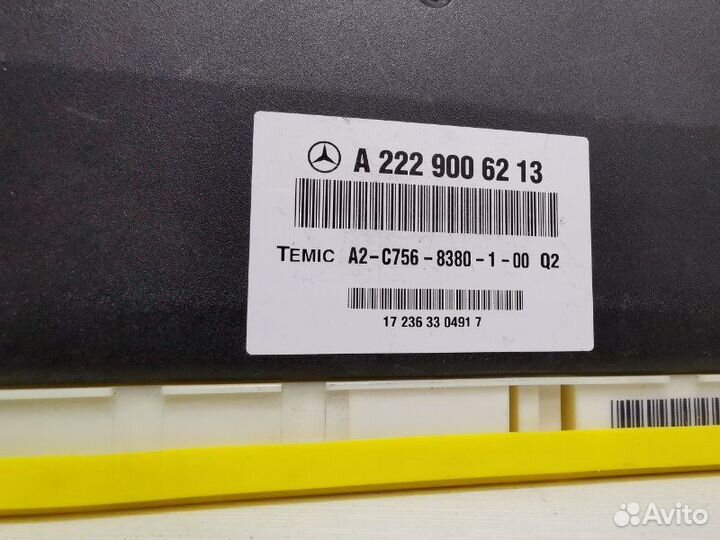 A 222 900 62 13
TEMIC A2-C756-8380-1-00 Q2
17 236 33 0491 7
Avito